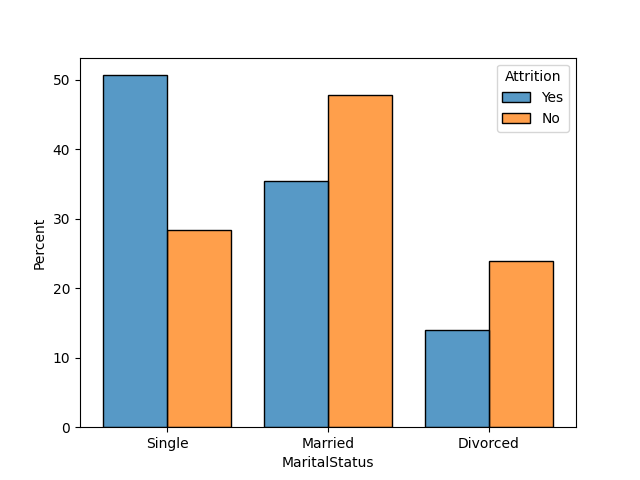 Attrition
Yes
No
Percent
50
40
30
20
10
0
Single Married Divorced
MaritalStatus